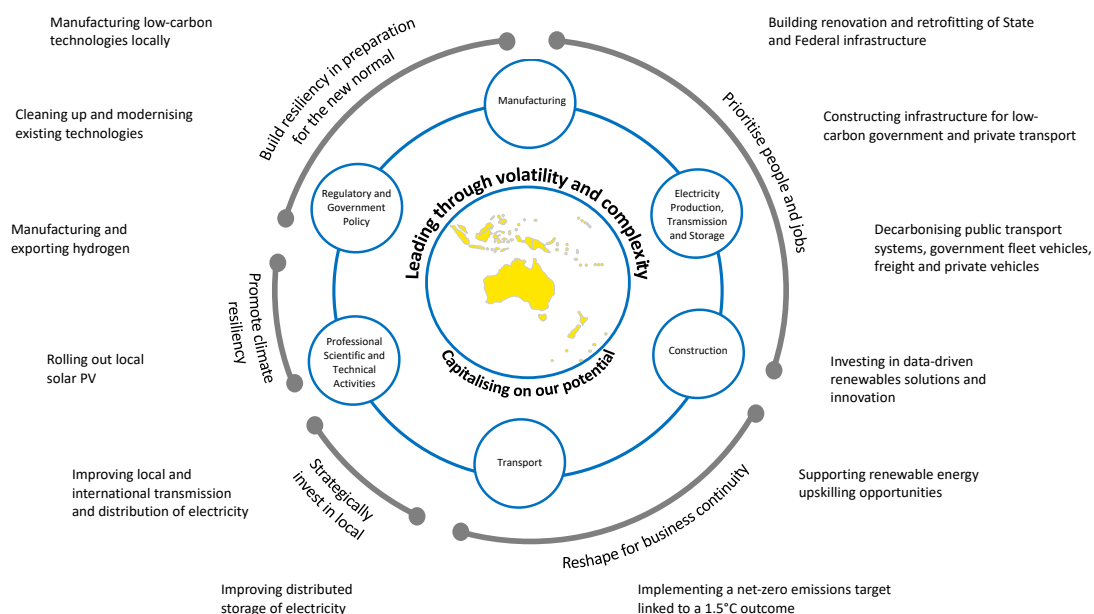 Manufacturing low-carbon
technologies locally
Cleaning up and modernising
existing technologies
Manufacturing and
exporting hydrogen
Rolling out local
solar PV
Improving local and
international transmission
and distribution of electricity
Improving distributed
storage of electricity
Build resiliency in preparation
for the new normal
Promote climate
resiliency
Strategically
invest in local
Reshape for business continuity
Prioritise people and jobs
Manufacturing
Regulatory and
Government
Policy
Electricity
Production,
Transmission
and Storage
Professional
Scientific and
Technical
Activities
Construction
Transport
Leading through volatility and complexity
Capitalising on our potential
Building renovation and retrofitting of State
and Federal infrastructure
Constructing infrastructure for low-
carbon government and private transport
Decarbonising public transport
systems, government fleet vehicles,
freight and private vehicles
Investing in data-driven
renewables solutions and
innovation
Supporting renewable energy
upskilling opportunities
Implementing a net-zero emissions target
linked to a 1.5°C outcome